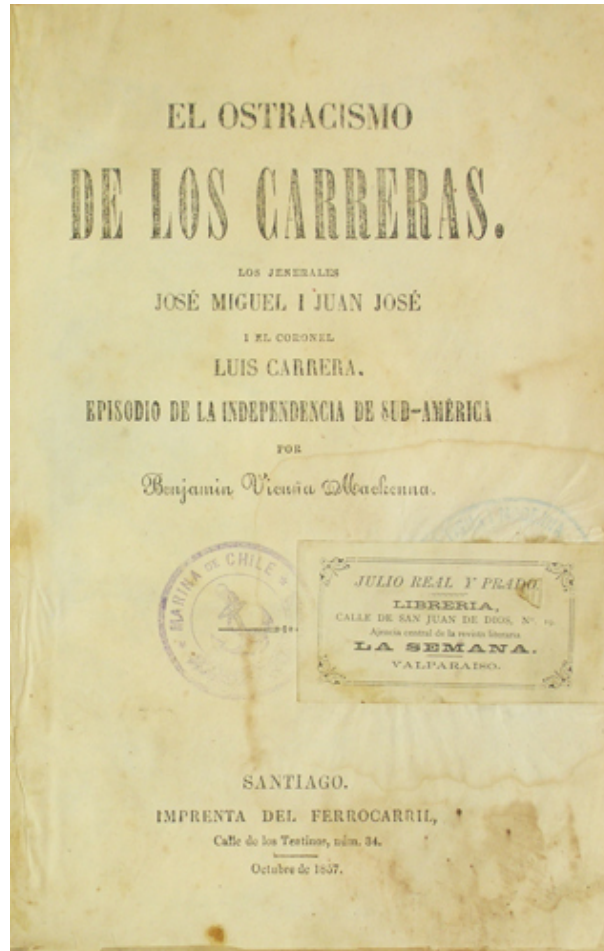 EL OSTRACISMO
DE LOS CARRERAS.
LOS JENERALES
JOSÉ MIGUEL I JUAN JOSÉ
I EL CORONEL
LUIS CARRERA.
EPISODIO DE LA INDEPENDENCIA DE SUD-AMÉRICA
POR
Benjamin Vicuña Mackenna.
MARINA DE CHILE
JULIO REAL Y PRADO
LIBRERIA,
CALLE DE SAN JUAN DE DIOS, Nº.
Ajencia central de la revista literaria
LA SEMANA.
VALPARAISO.
SANTIAGO.
IMPRENTA DEL FERROCARRIL,
Calle de los Teatinos, núm. 34.
Octubre de 1857.